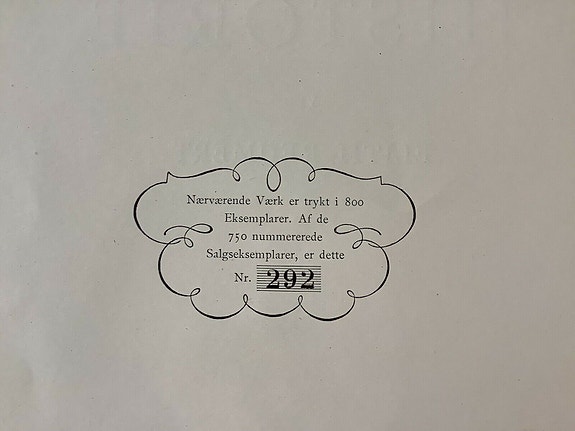 Nærværende Værk er trykt i 800
Eksemplarer. Af de
750 nummererede
Salgseksemplarer, er dette
Nr. 292